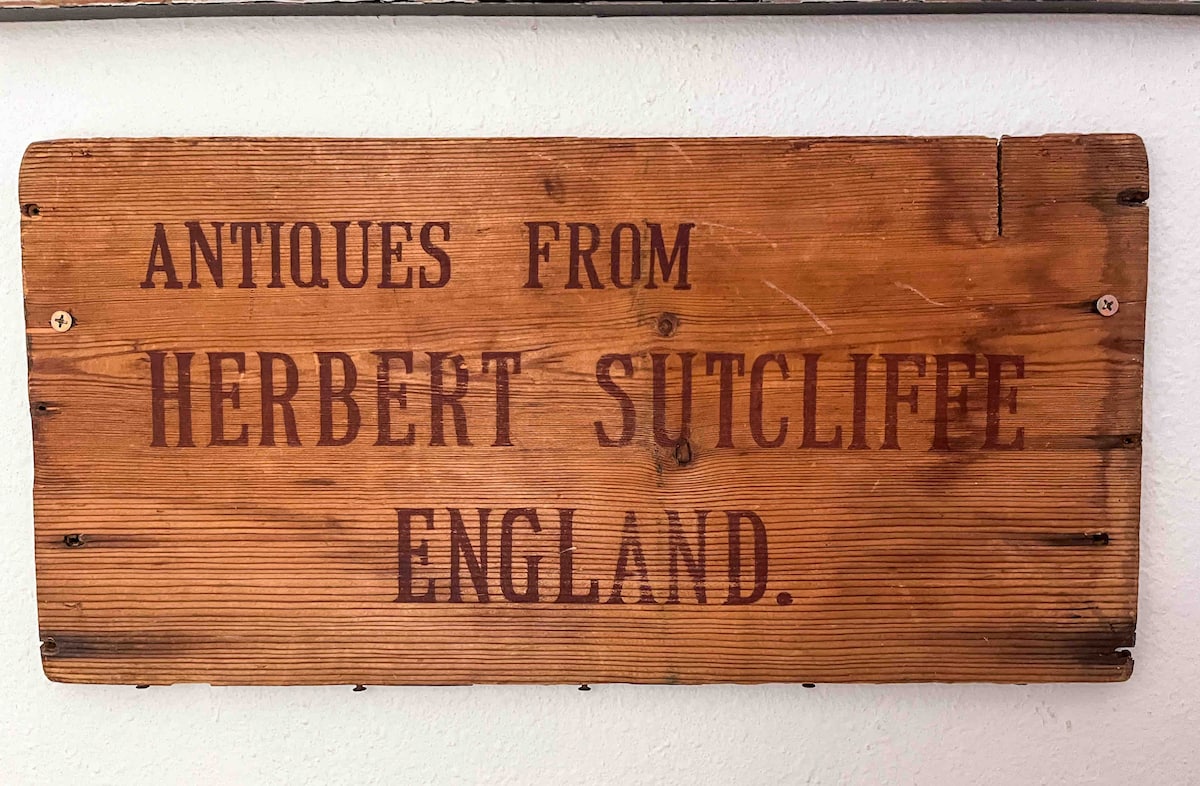 ANTIQUES FROM
HERBERT SUTCLIFFE
ENGLAND.